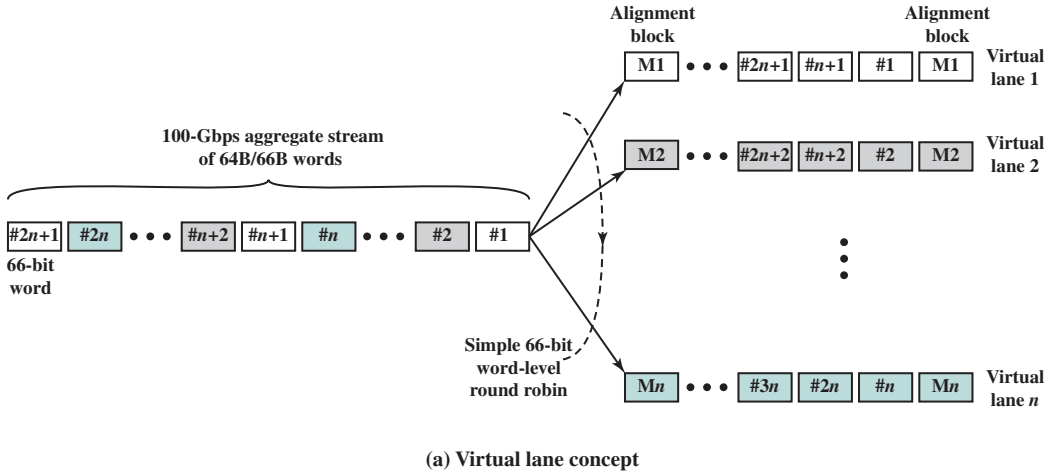 Alignment
block
Alignment
block
M1 ••• #2n+1 #n+1 #1 M1
Virtual
lane 1
100-Gbps aggregate stream
of 64B/66B words
M2 ••• #2n+2 #n+2 #2 M2
Virtual
lane 2
#2n+1 #2n ••• #n+2 #n+1 #n ••• #2 #1
66-bit
word
Simple 66-bit
word-level
round robin
Mn ••• #3n #2n #n Mn
Virtual
lane n
(a) Virtual lane concept